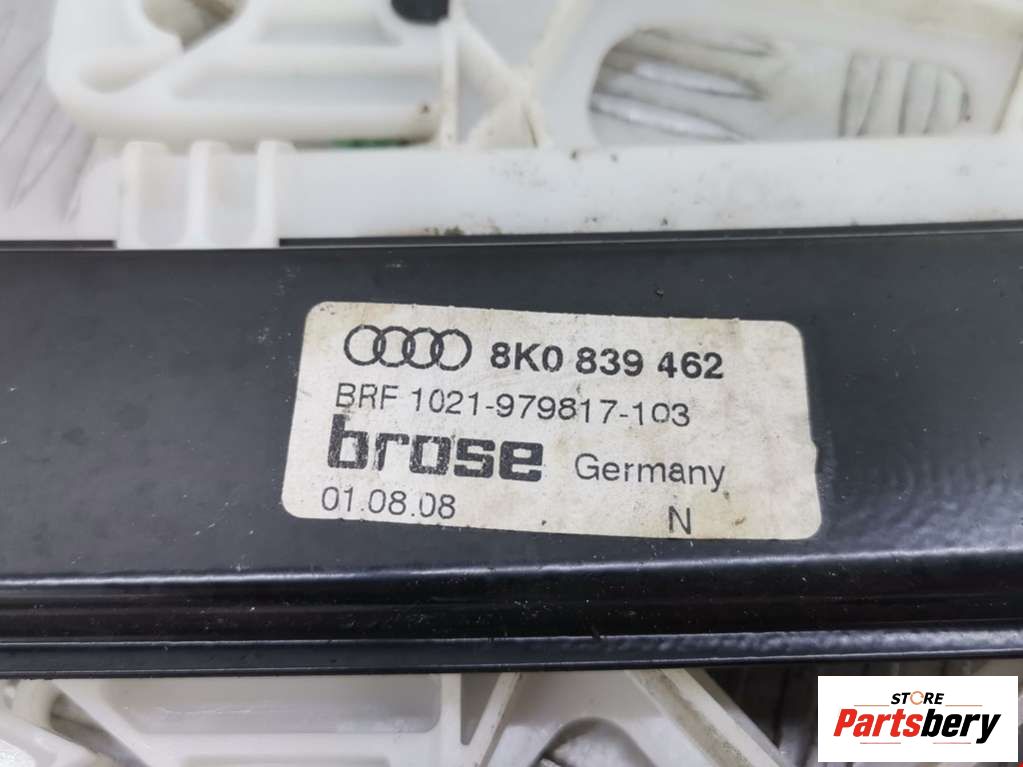 8K0 839 462
BRF 1021-979817-103
brose Germany
01.08.08 N
STORE
Partsbery